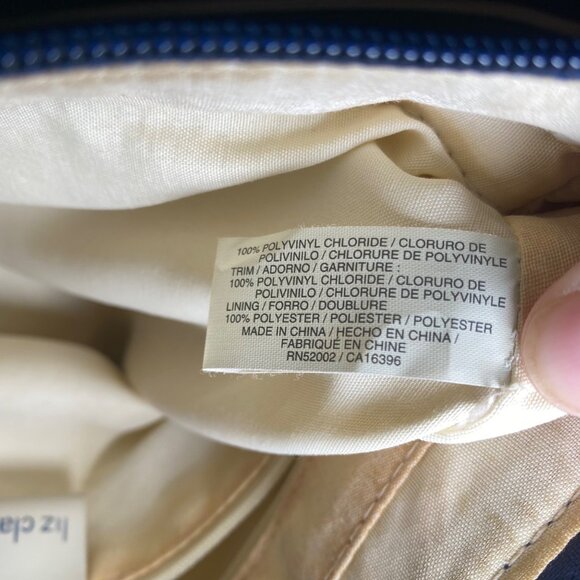 100% POLYVINYL CHLORIDE / CLORURO DE
POLIVINILO / CHLORURE DE POLYVINYLE
TRIM / ADORNO / GARNITURE :
100% POLYVINYL CHLORIDE / CLORURO DE
POLIVINILO / CHLORURE DE POLYVINYLE
LINING / FORRO / DOUBLURE
100% POLYESTER / POLIESTER / POLYESTER
MADE IN CHINA / HECHO EN CHINA /
FABRIQUÉ EN CHINE
RN52002 / CA16396
liz cla